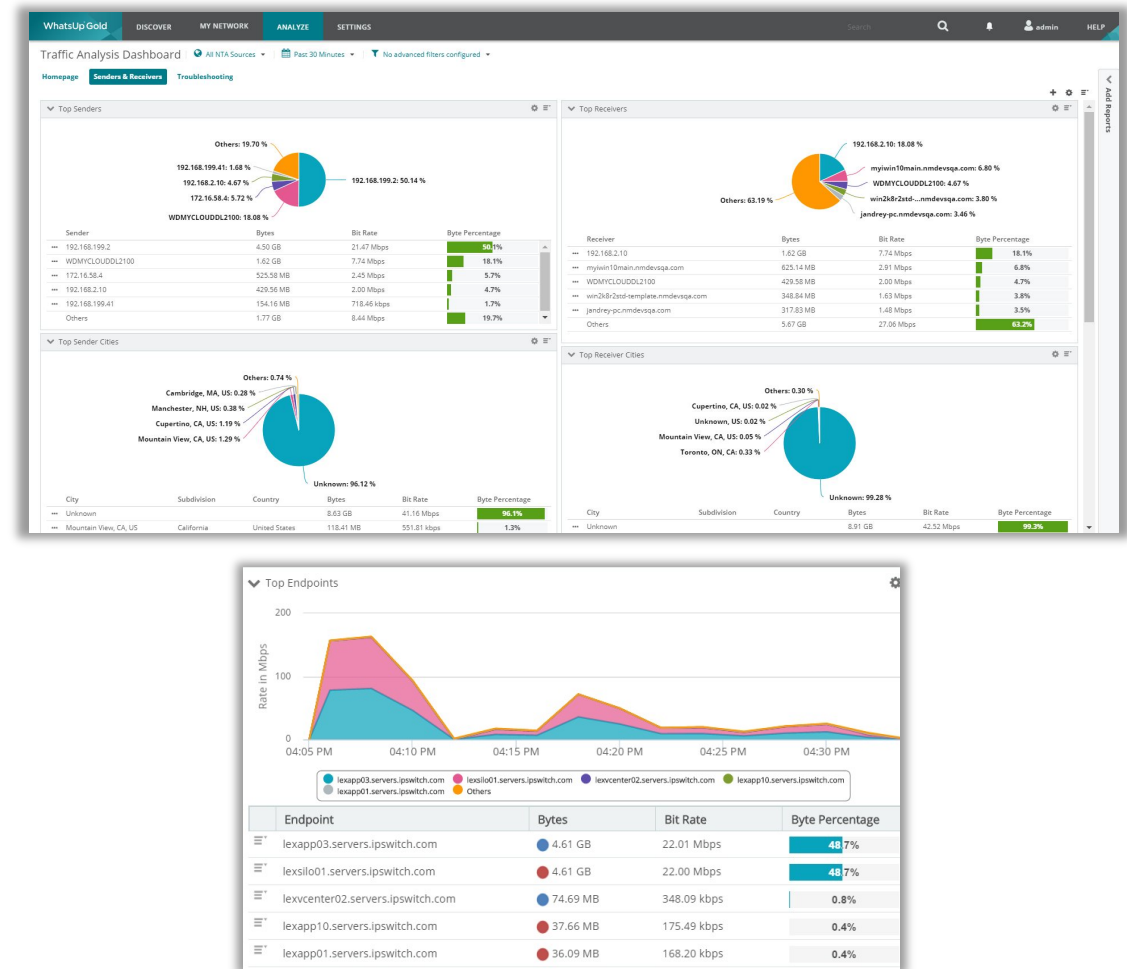 WhatsUp Gold DISCOVER MY NETWORK ANALYZE SETTINGS Search admin HELP
Traffic Analysis Dashboard All NTA Sources Past 30 Minutes No advanced filters configured
Homepage Senders & Receivers Troubleshooting
Add Reports
Top Senders
Others: 19.70 %
192.168.199.41: 1.68 %
192.168.2.10: 4.67 %
192.168.199.2: 50.14 %
172.16.58.4: 5.72 %
WDMYCLOUDDL2100: 18.08 %
Sender Bytes Bit Rate Byte Percentage
192.168.199.2 4.50 GB 21.47 Mbps 50.1%
WDMYCLOUDDL2100 1.62 GB 7.74 Mbps 18.1%
172.16.58.4 525.58 MB 2.45 Mbps 5.7%
192.168.2.10 429.56 MB 2.00 Mbps 4.7%
192.168.199.41 154.16 MB 718.46 kbps 1.7%
Others 1.77 GB 8.44 Mbps 19.7%
Top Receivers
192.168.2.10: 18.08 %
myiwin10main.nmdevsqa.com: 6.80 %
WDMYCLOUDDL2100: 4.67 %
win2k8r2std-...nmdevsqa.com: 3.80 %
Others: 63.19 %
jandrey-pc.nmdevsqa.com: 3.46 %
Receiver Bytes Bit Rate Byte Percentage
192.168.2.10 1.62 GB 7.74 Mbps 18.1%
myiwin10main.nmdevsqa.com 625.14 MB 2.91 Mbps 6.8%
WDMYCLOUDDL2100 429.58 MB 2.00 Mbps 4.7%
win2k8r2std-template.nmdevsqa.com 348.84 MB 1.63 Mbps 3.8%
jandrey-pc.nmdevsqa.com 317.83 MB 1.48 Mbps 3.5%
Others 5.67 GB 27.06 Mbps 63.2%
Top Sender Cities
Others: 0.74 %
Cambridge, MA, US: 0.28 %
Manchester, NH, US: 0.38 %
Cupertino, CA, US: 1.19 %
Mountain View, CA, US: 1.29 %
Unknown: 96.12 %
City Subdivision Country Bytes Bit Rate Byte Percentage
Unknown 8.63 GB 41.16 Mbps 96.1%
Mountain View, CA, US California United States 118.41 MB 551.81 kbps 1.3%
Top Receiver Cities
Others: 0.30 %
Cupertino, CA, US: 0.02 %
Unknown, US: 0.02 %
Mountain View, CA, US: 0.05 %
Toronto, ON, CA: 0.33 %
Unknown: 99.28 %
City Subdivision Country Bytes Bit Rate Byte Percentage
Unknown 8.91 GB 42.52 Mbps 99.3%
Top Endpoints
200
100
0
Rate in Mbps
04:05 PM 04:10 PM 04:15 PM 04:20 PM 04:25 PM 04:30 PM
lexapp03.servers.ipswitch.com lexsilo01.servers.ipswitch.com lexvcenter02.servers.ipswitch.com lexapp10.servers.ipswitch.com
lexapp01.servers.ipswitch.com Others
Endpoint Bytes Bit Rate Byte Percentage
lexapp03.servers.ipswitch.com 4.61 GB 22.01 Mbps 48.7%
lexsilo01.servers.ipswitch.com 4.61 GB 22.00 Mbps 48.7%
lexvcenter02.servers.ipswitch.com 74.69 MB 348.09 kbps 0.8%
lexapp10.servers.ipswitch.com 37.66 MB 175.49 kbps 0.4%
lexapp01.servers.ipswitch.com 36.09 MB 168.20 kbps 0.4%